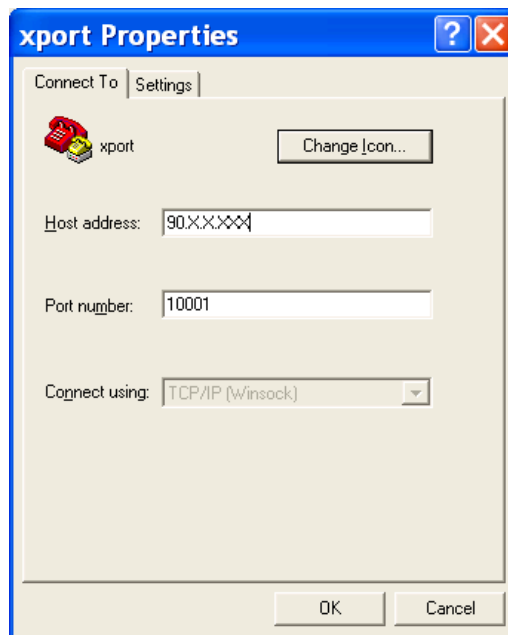 xport Properties
Connect To
Settings
xport
Change Icon...
Host address:
90.X.X.XXX
Port number:
10001
Connect using:
TCP/IP (Winsock)
OK
Cancel